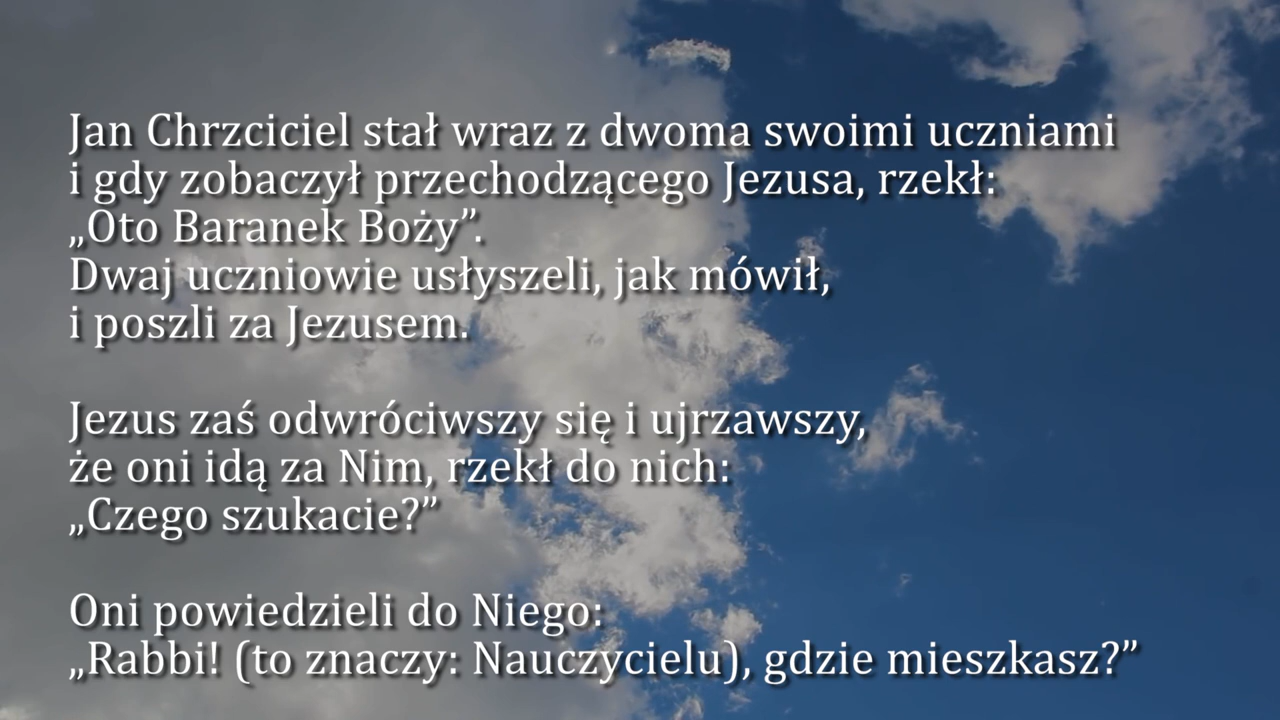 Jan Chrzciciel stał wraz z dwoma swoimi uczniami
i gdy zobaczył przechodzącego Jezusa, rzekł:
„Oto Baranek Boży”.
Dwaj uczniowie usłyszeli, jak mówił,
i poszli za Jezusem.
Jezus zaś odwróciwszy się i ujrzawszy,
że oni idą za Nim, rzekł do nich:
„Czego szukacie?”
Oni powiedzieli do Niego:
„Rabbi! (to znaczy: Nauczycielu), gdzie mieszkasz?”